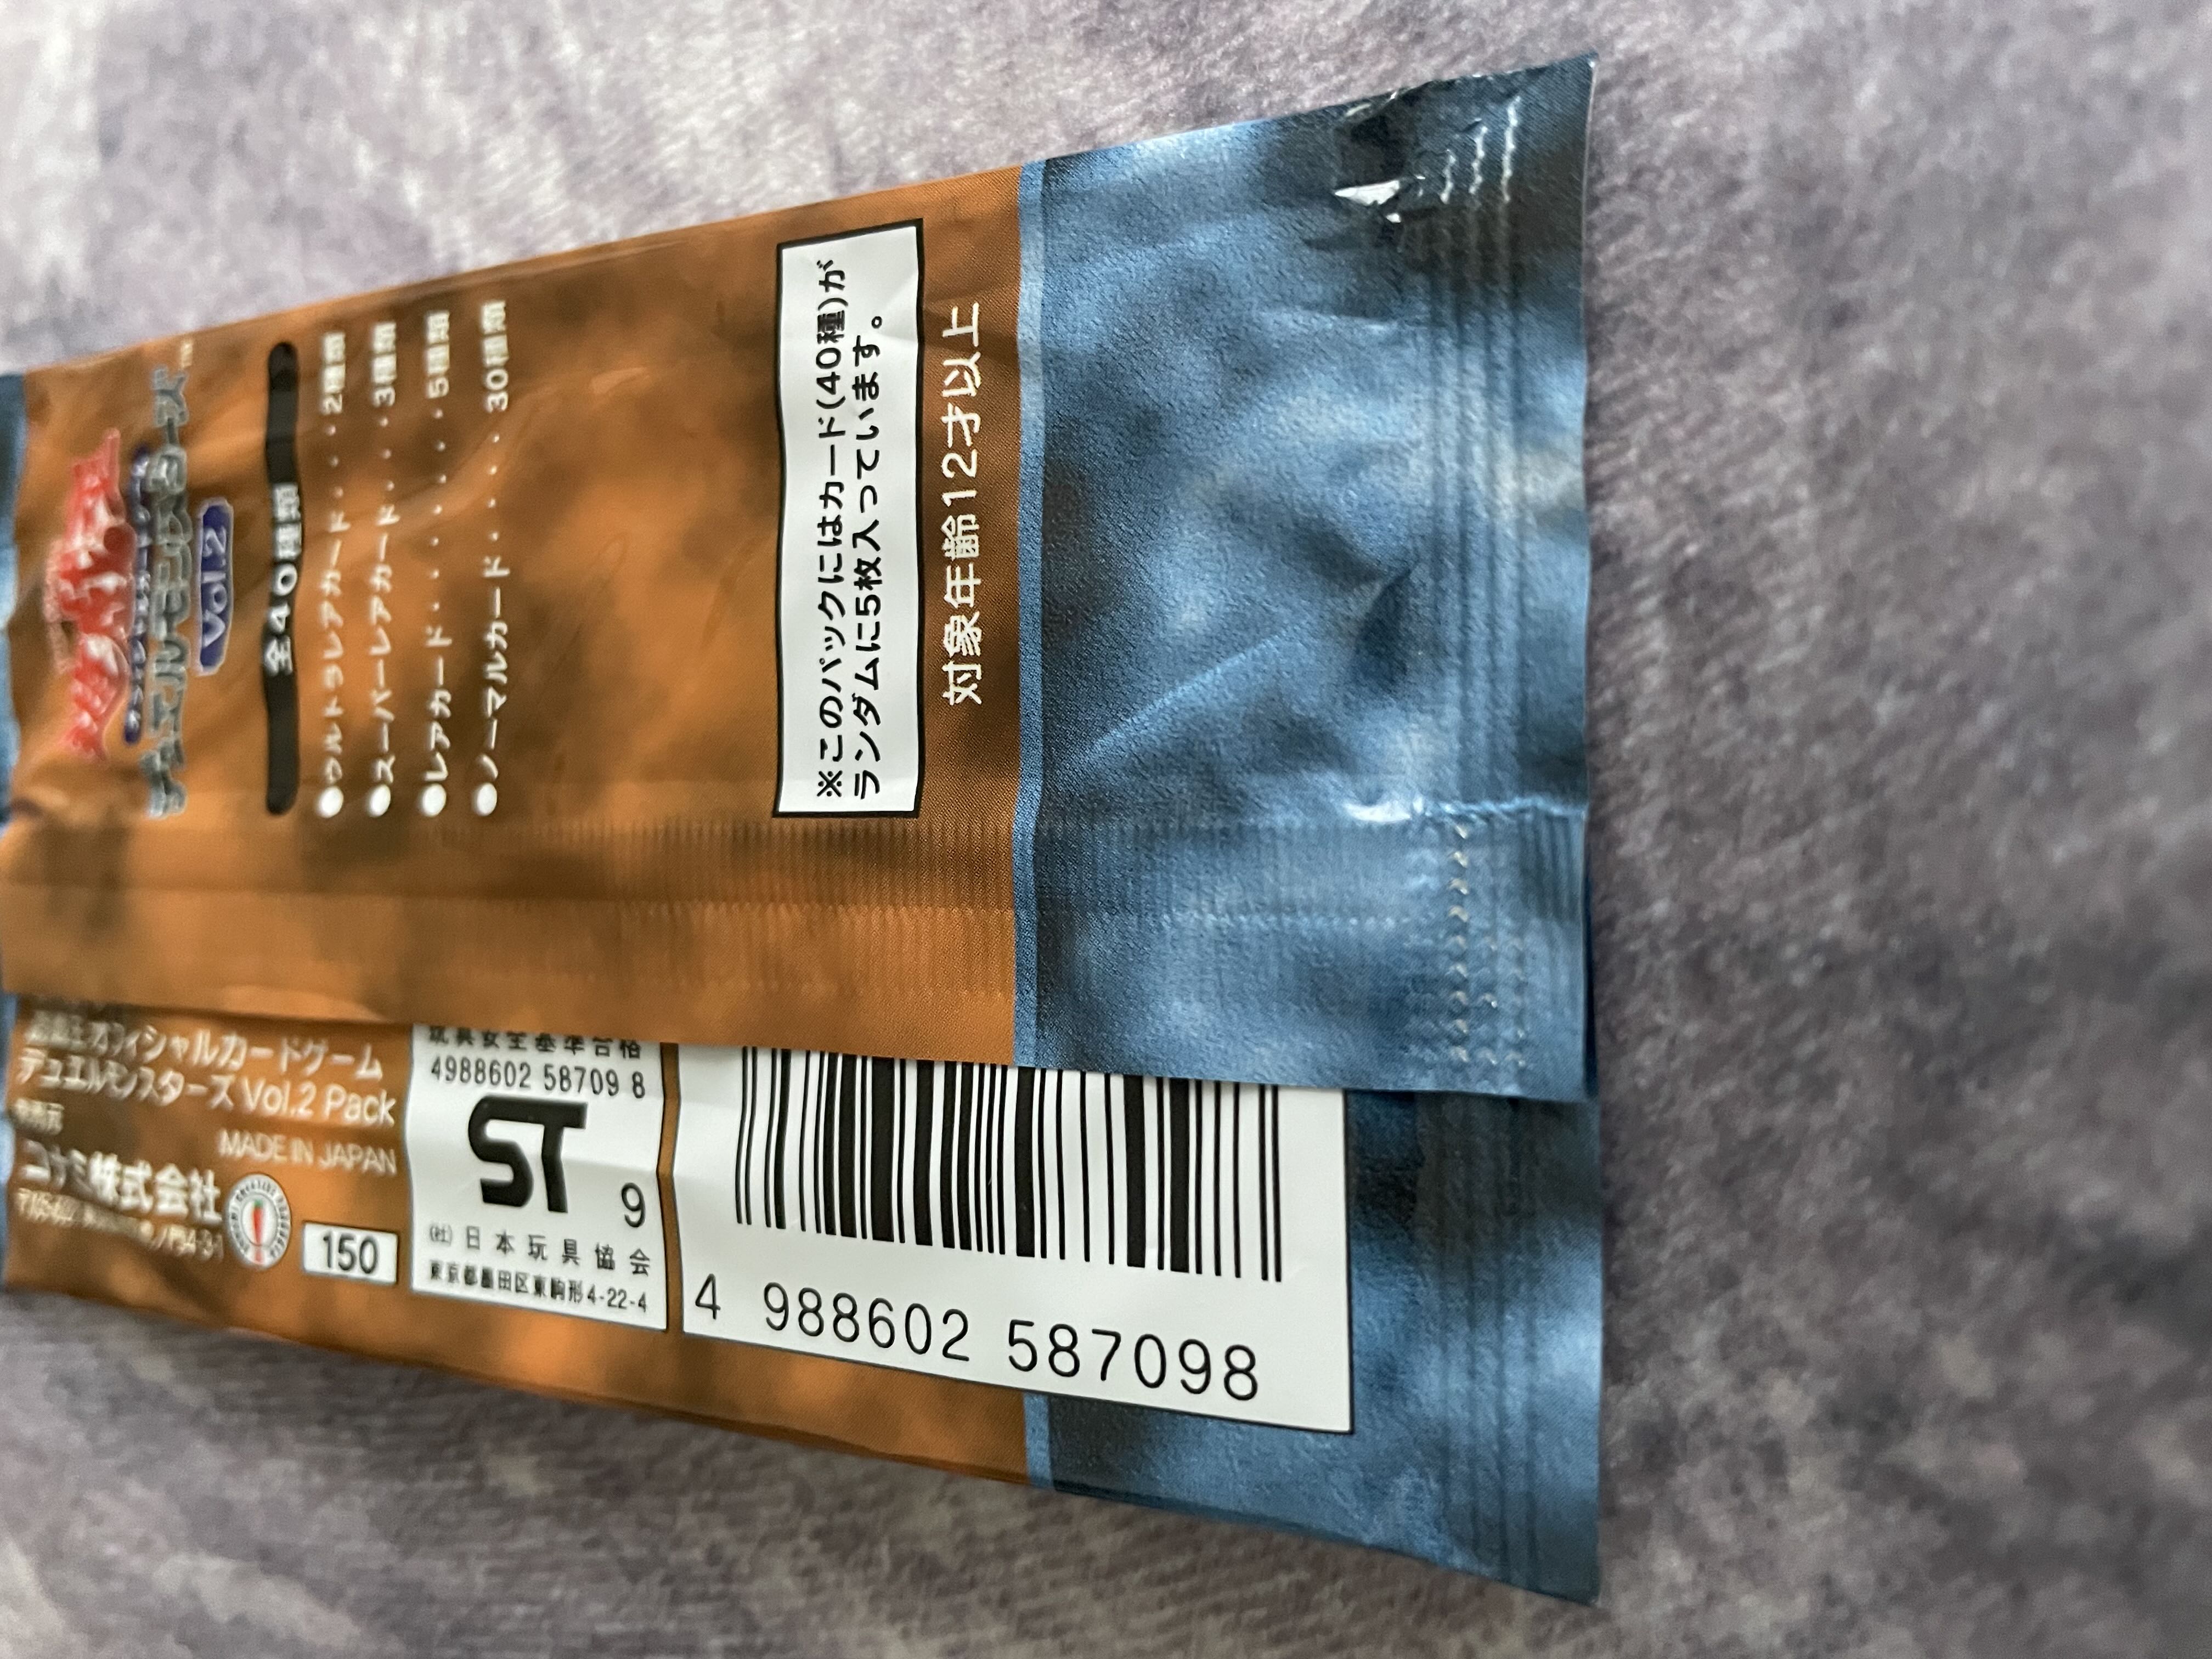 遊戯王
オフィシャルカードゲーム
デュエルモンスターズ™
Vol.2
全40種類
●ウルトラレアカード・・・2種類
●スーパーレアカード・・・3種類
●レアカード・・・・・・・5種類
●ノーマルカード・・・・30種類
※このパックにはカード(40種)が
ランダムに5枚入っています。
対象年齢12才以上
遊戯王オフィシャルカードゲーム
デュエルモンスターズ Vol.2 Pack
発売元
MADE IN JAPAN
コナミ株式会社
150
玩具安全基準合格
4988602 58709 8
ST
9
(社)日本玩具協会
東京都墨田区東駒形4-22-4
4 988602 587098